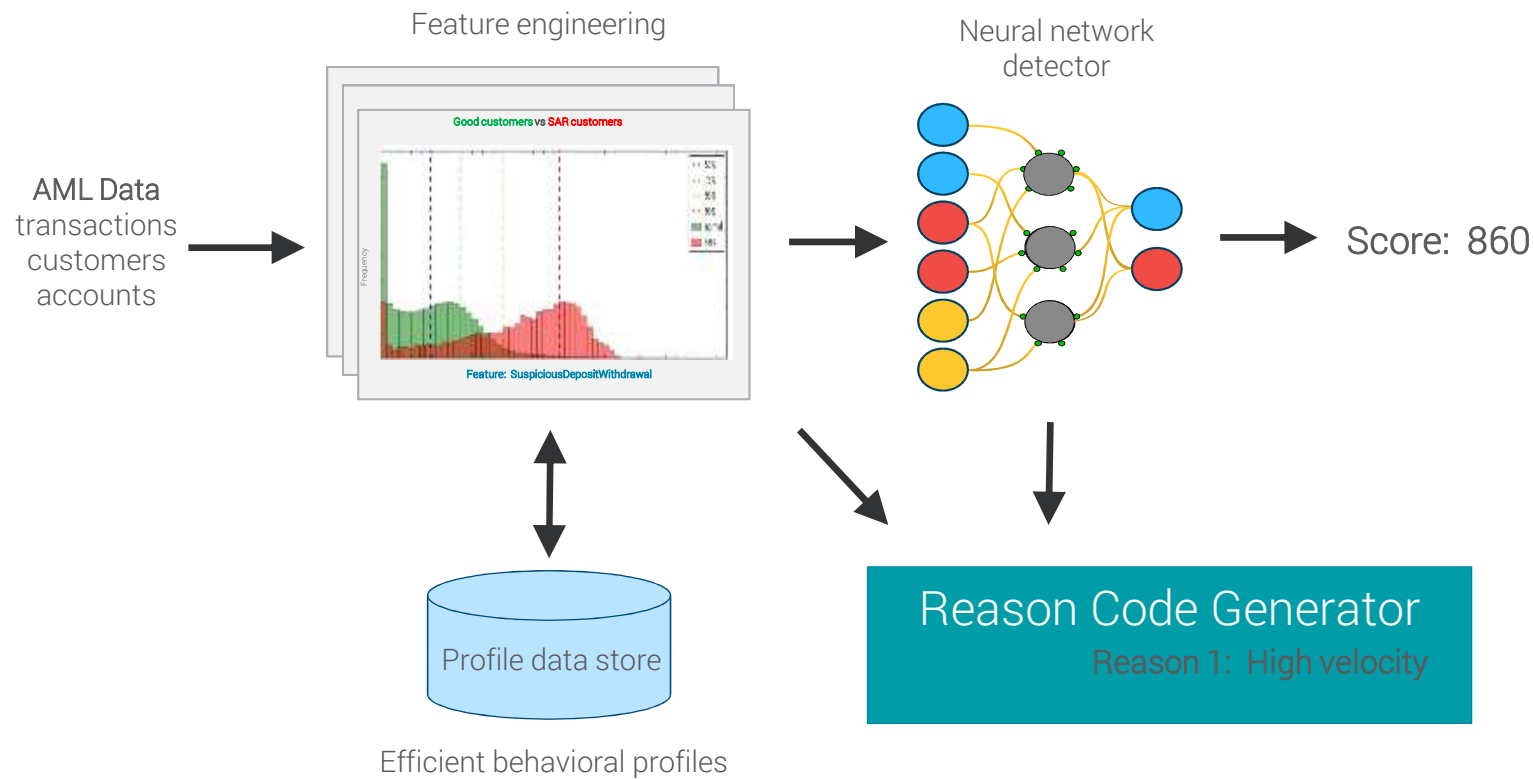 Feature engineering
Neural network
detector
Good customers vs SAR customers
AML Data
transactions
customers
accounts
Frequency
Feature: SuspiciousDepositWithdrawal
Score: 860
Profile data store
Efficient behavioral profiles
Reason Code Generator
Reason 1: High velocity